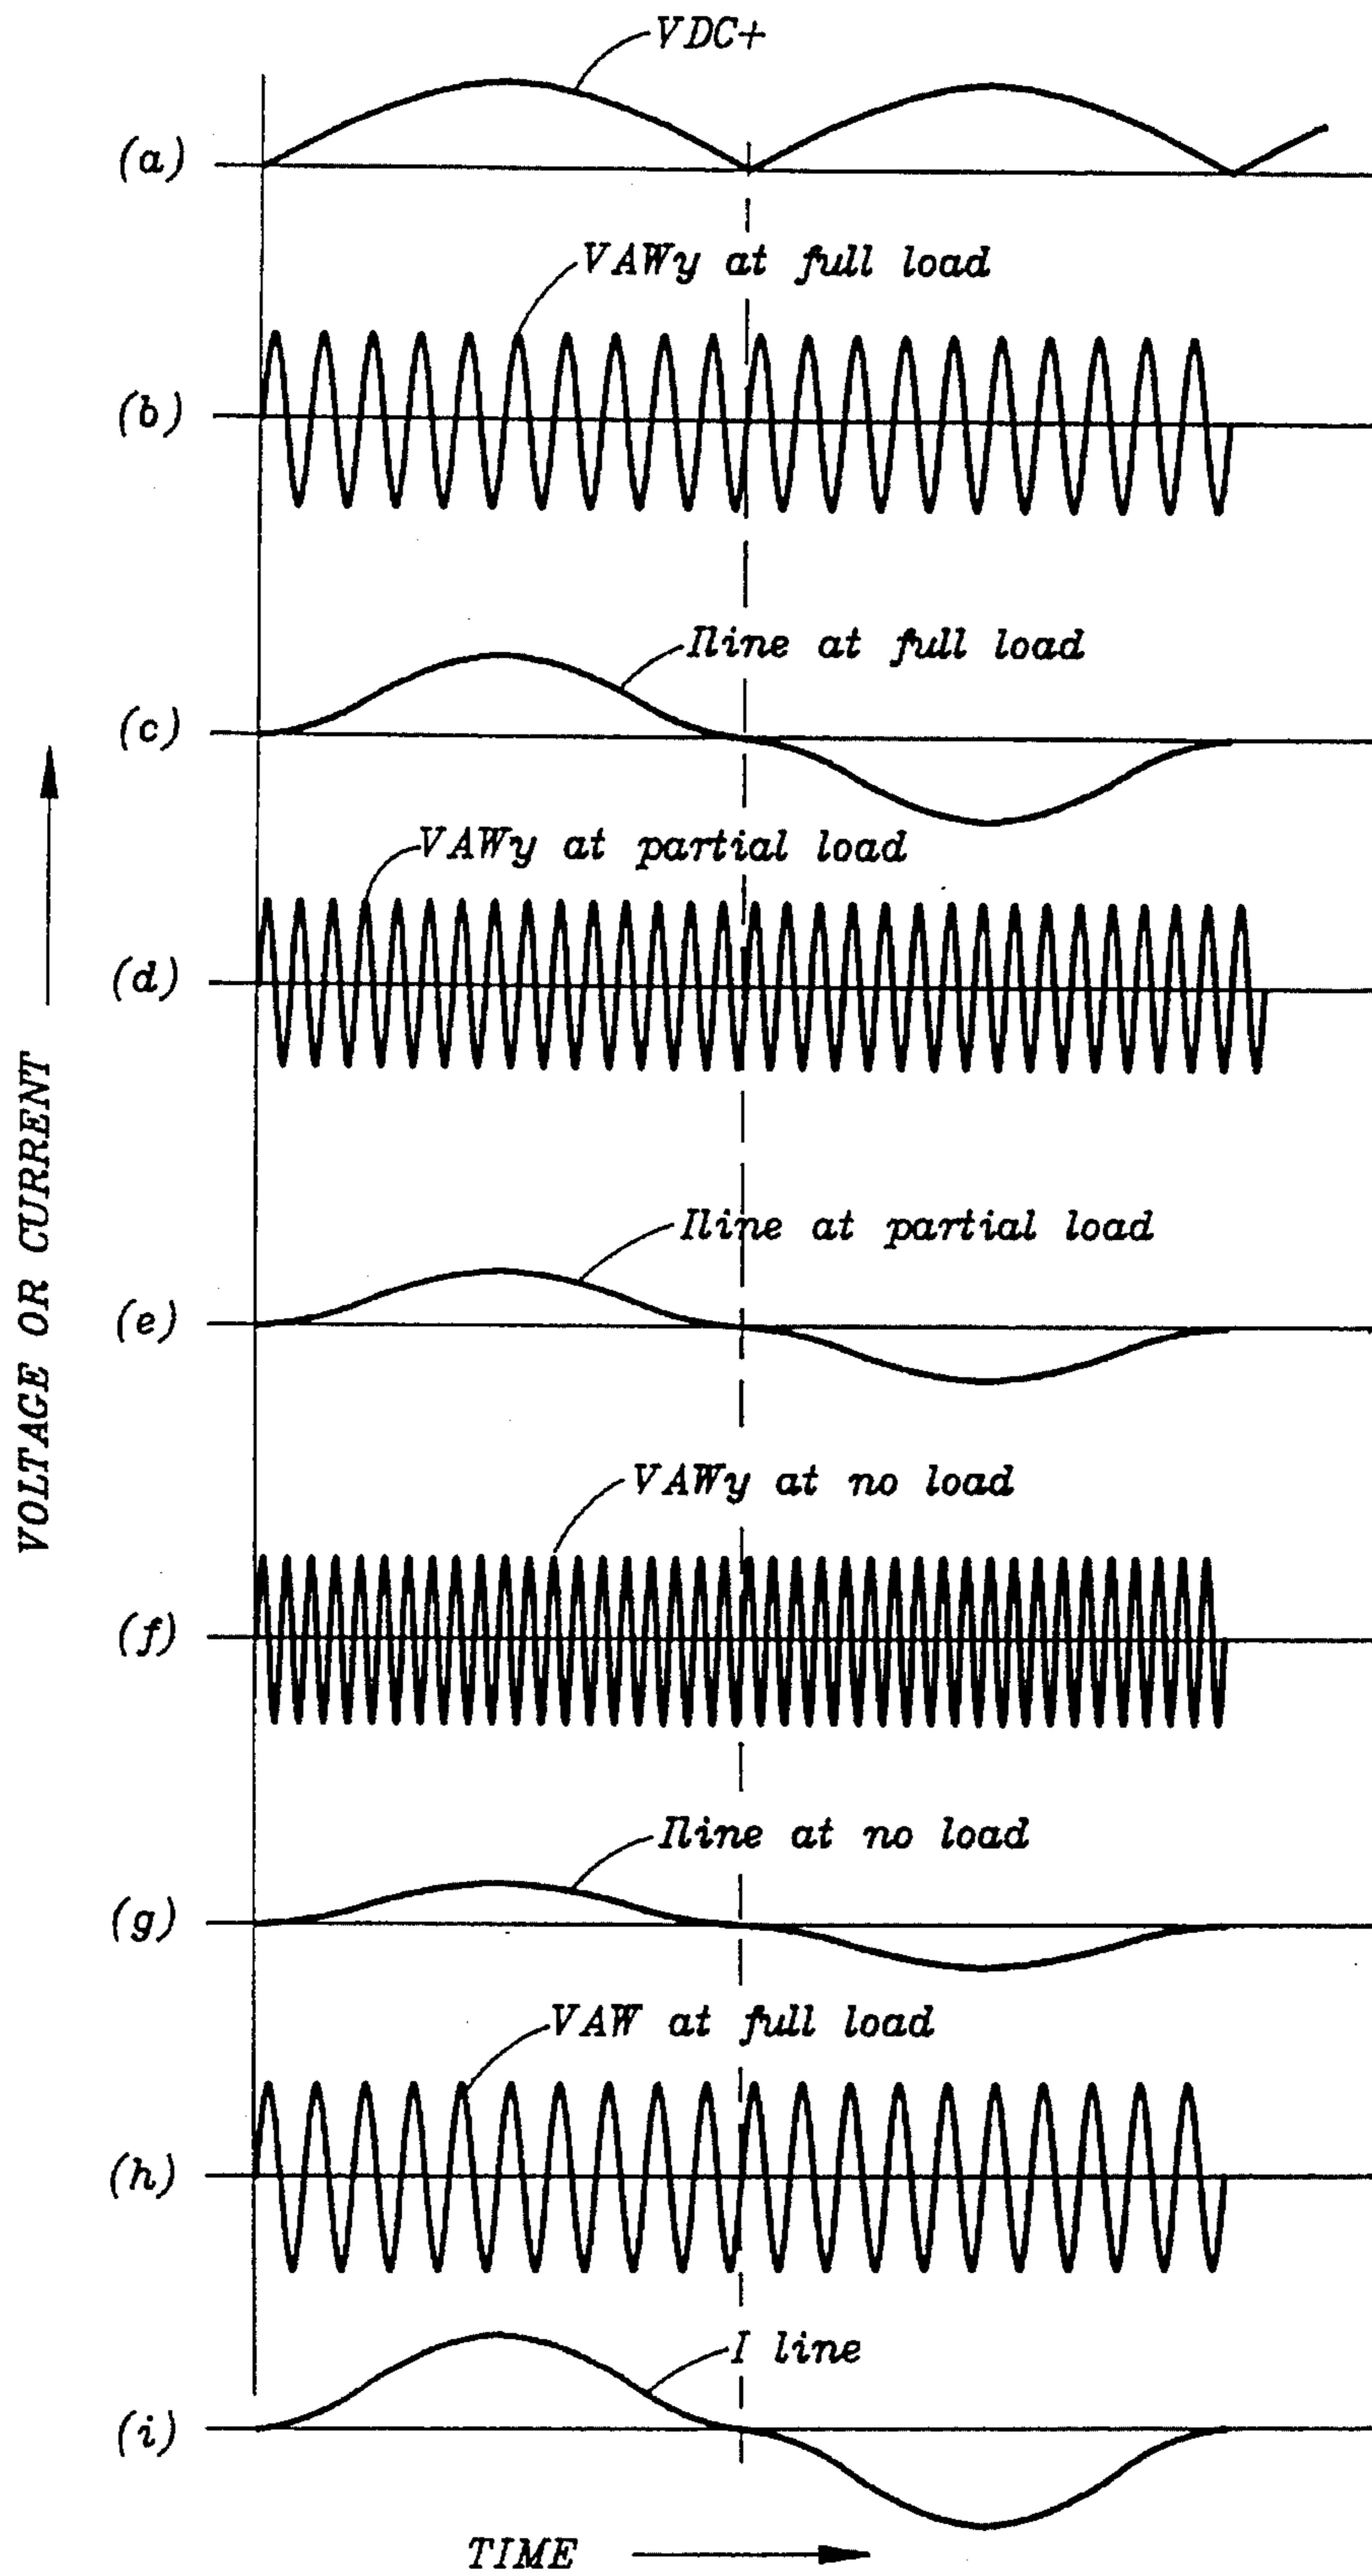 VDC+
(a)
VAWy at full load
(b)
Iline at full load
(c)
VAWy at partial load
(d)
Iline at partial load
(e)
VAWy at no load
(f)
Iline at no load
(g)
VAW at full load
(h)
I line
(i)
VOLTAGE OR CURRENT
TIME